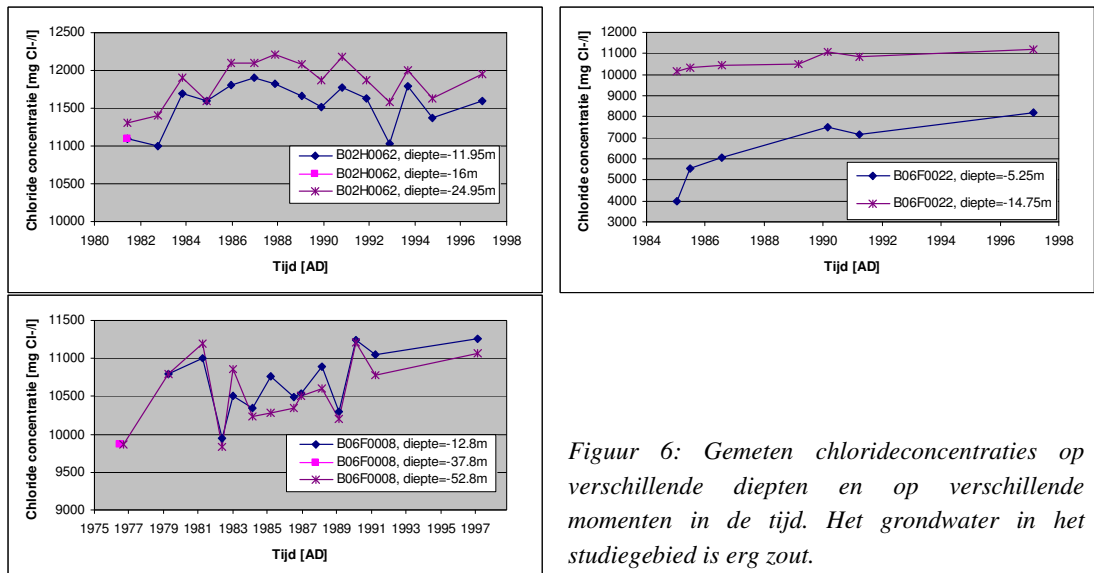 Chloride concentratie [mg Cl-/l]
12500
12000
11500
11000
10500
10000
1980 1982 1984 1986 1988 1990 1992 1994 1996 1998
Tijd [AD]
B02H0062, diepte=-11.95m
B02H0062, diepte=-16m
B02H0062, diepte=-24.95m
Chloride concentratie [mg Cl-/l]
12000
11000
10000
9000
8000
7000
6000
5000
4000
3000
1984 1986 1988 1990 1992 1994 1996 1998
Tijd [AD]
B06F0022, diepte=-5.25m
B06F0022, diepte=-14.75m
Chloride concentratie [mg Cl-/l]
11500
11000
10500
10000
9500
9000
1975 1977 1979 1981 1983 1985 1987 1989 1991 1993 1995 1997
Tijd [AD]
B06F0008, diepte=-12.8m
B06F0008, diepte=-37.8m
B06F0008, diepte=-52.8m
Figuur 6: Gemeten chlorideconcentraties op
verschillende diepten en op verschillende
momenten in de tijd. Het grondwater in het
studiegebied is erg zout.